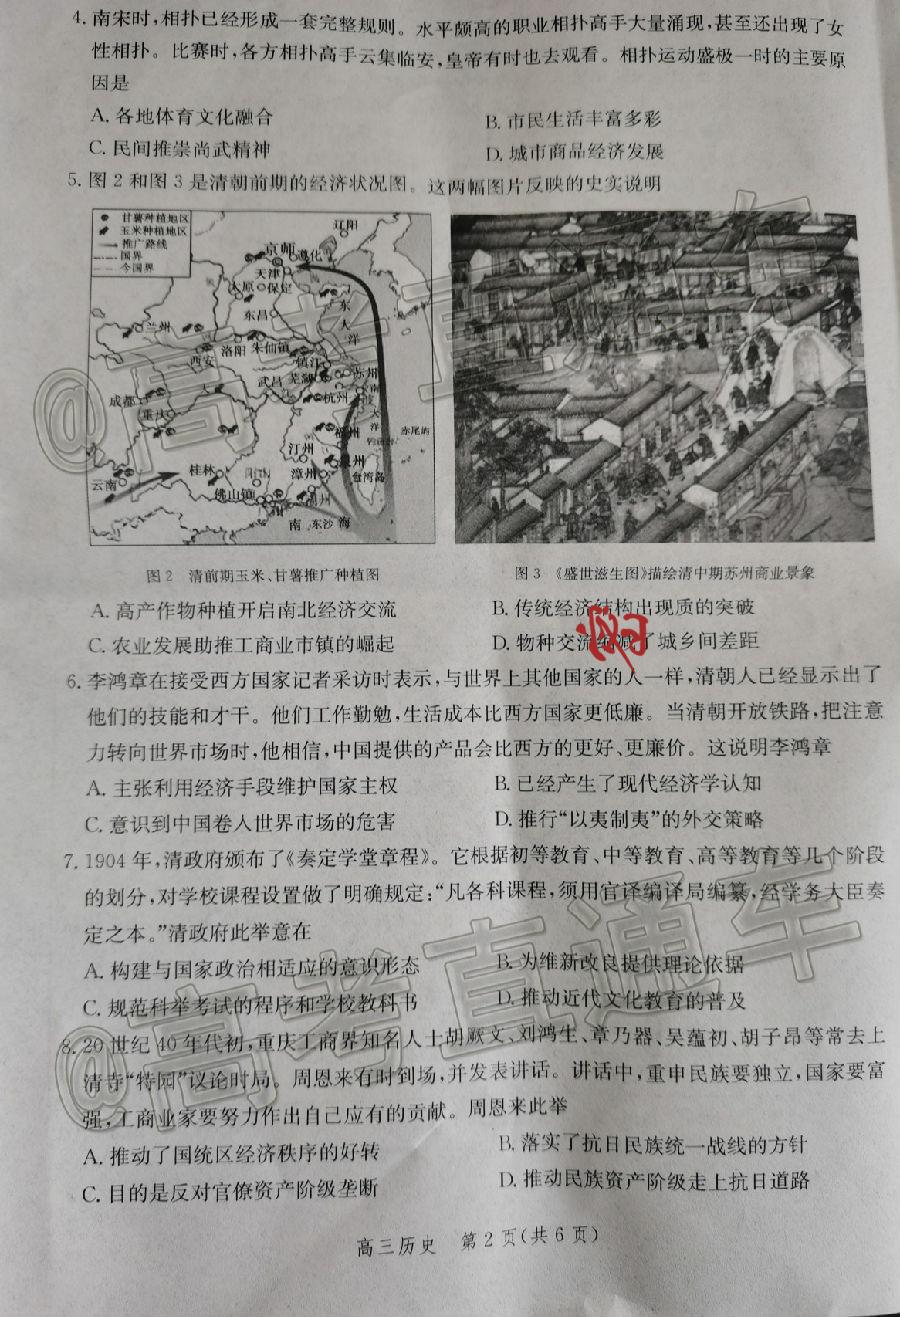 4. 南宋时,相扑已经形成一套完整规则。水平颇高的职业相扑高手大量涌现,甚至还出现了女
性相扑。比赛时,各方相扑高手云集临安,皇帝有时也去观看。相扑运动盛极一时的主要原
因是
A. 各地体育文化融合
B. 市民生活丰富多彩
C. 民间推崇尚武精神
D. 城市商品经济发展
5. 图2和图3是清朝前期的经济状况图。这两幅图片反映的史实说明
甘薯种植地区
玉米种植地区
推广路线
国界
今国界
辽阳
京师
遵化
天津
太原
保定
东昌
兰州
西安
洛阳
朱仙镇
镇江
苏州
武昌
芜湖
杭州
成都
重庆
福州
赤尾屿
钓鱼岛
汀州
泉州
漳州
台湾岛
云南
桂林
佛山镇
潮州
南
东沙
海
@高考直通车
图2 清前期玉米、甘薯推广种植图
图3 《盛世滋生图》描绘清中期苏州商业景象
A. 高产作物种植开启南北经济交流
B. 传统经济结构出现质的突破
C. 农业发展助推工商业市镇的崛起
D. 物种交流缩减了城乡间差距
6. 李鸿章在接受西方国家记者采访时表示,与世界上其他国家的人一样,清朝人已经显示出了
他们的技能和才干。他们工作勤勉,生活成本比西方国家更低廉。当清朝开放铁路,把注意
力转向世界市场时,他相信,中国提供的产品会比西方的更好、更廉价。这说明李鸿章
A. 主张利用经济手段维护国家主权
B. 已经产生了现代经济学认知
C. 意识到中国卷人世界市场的危害
D. 推行“以夷制夷”的外交策略
7. 1904年,清政府颁布了《奏定学堂章程》。它根据初等教育、中等教育、高等教育等几个阶段
的划分,对学校课程设置做了明确规定:“凡各科课程,须用官译编译局编纂,经学务大臣奏
定之本。”清政府此举意在
A. 构建与国家政治相适应的意识形态
B. 为维新改良提供理论依据
C. 规范科举考试的程序和学校教科书
D. 推动近代文化教育的普及
@高考直通车
8. 20世纪40年代初,重庆工商界知名人士胡厥文、刘鸿生、章乃器、吴蕴初、胡子昂等常去上
清寺“特园”议论时局。周恩来有时到场,并发表讲话。讲话中,重申民族要独立,国家要富
强,工商业家要努力作出自己应有的贡献。周恩来此举
A. 推动了国统区经济秩序的好转
B. 落实了抗日民族统一战线的方针
C. 目的是反对官僚资产阶级垄断
D. 推动民族资产阶级走上抗日道路
高三历史 第2页(共6页)